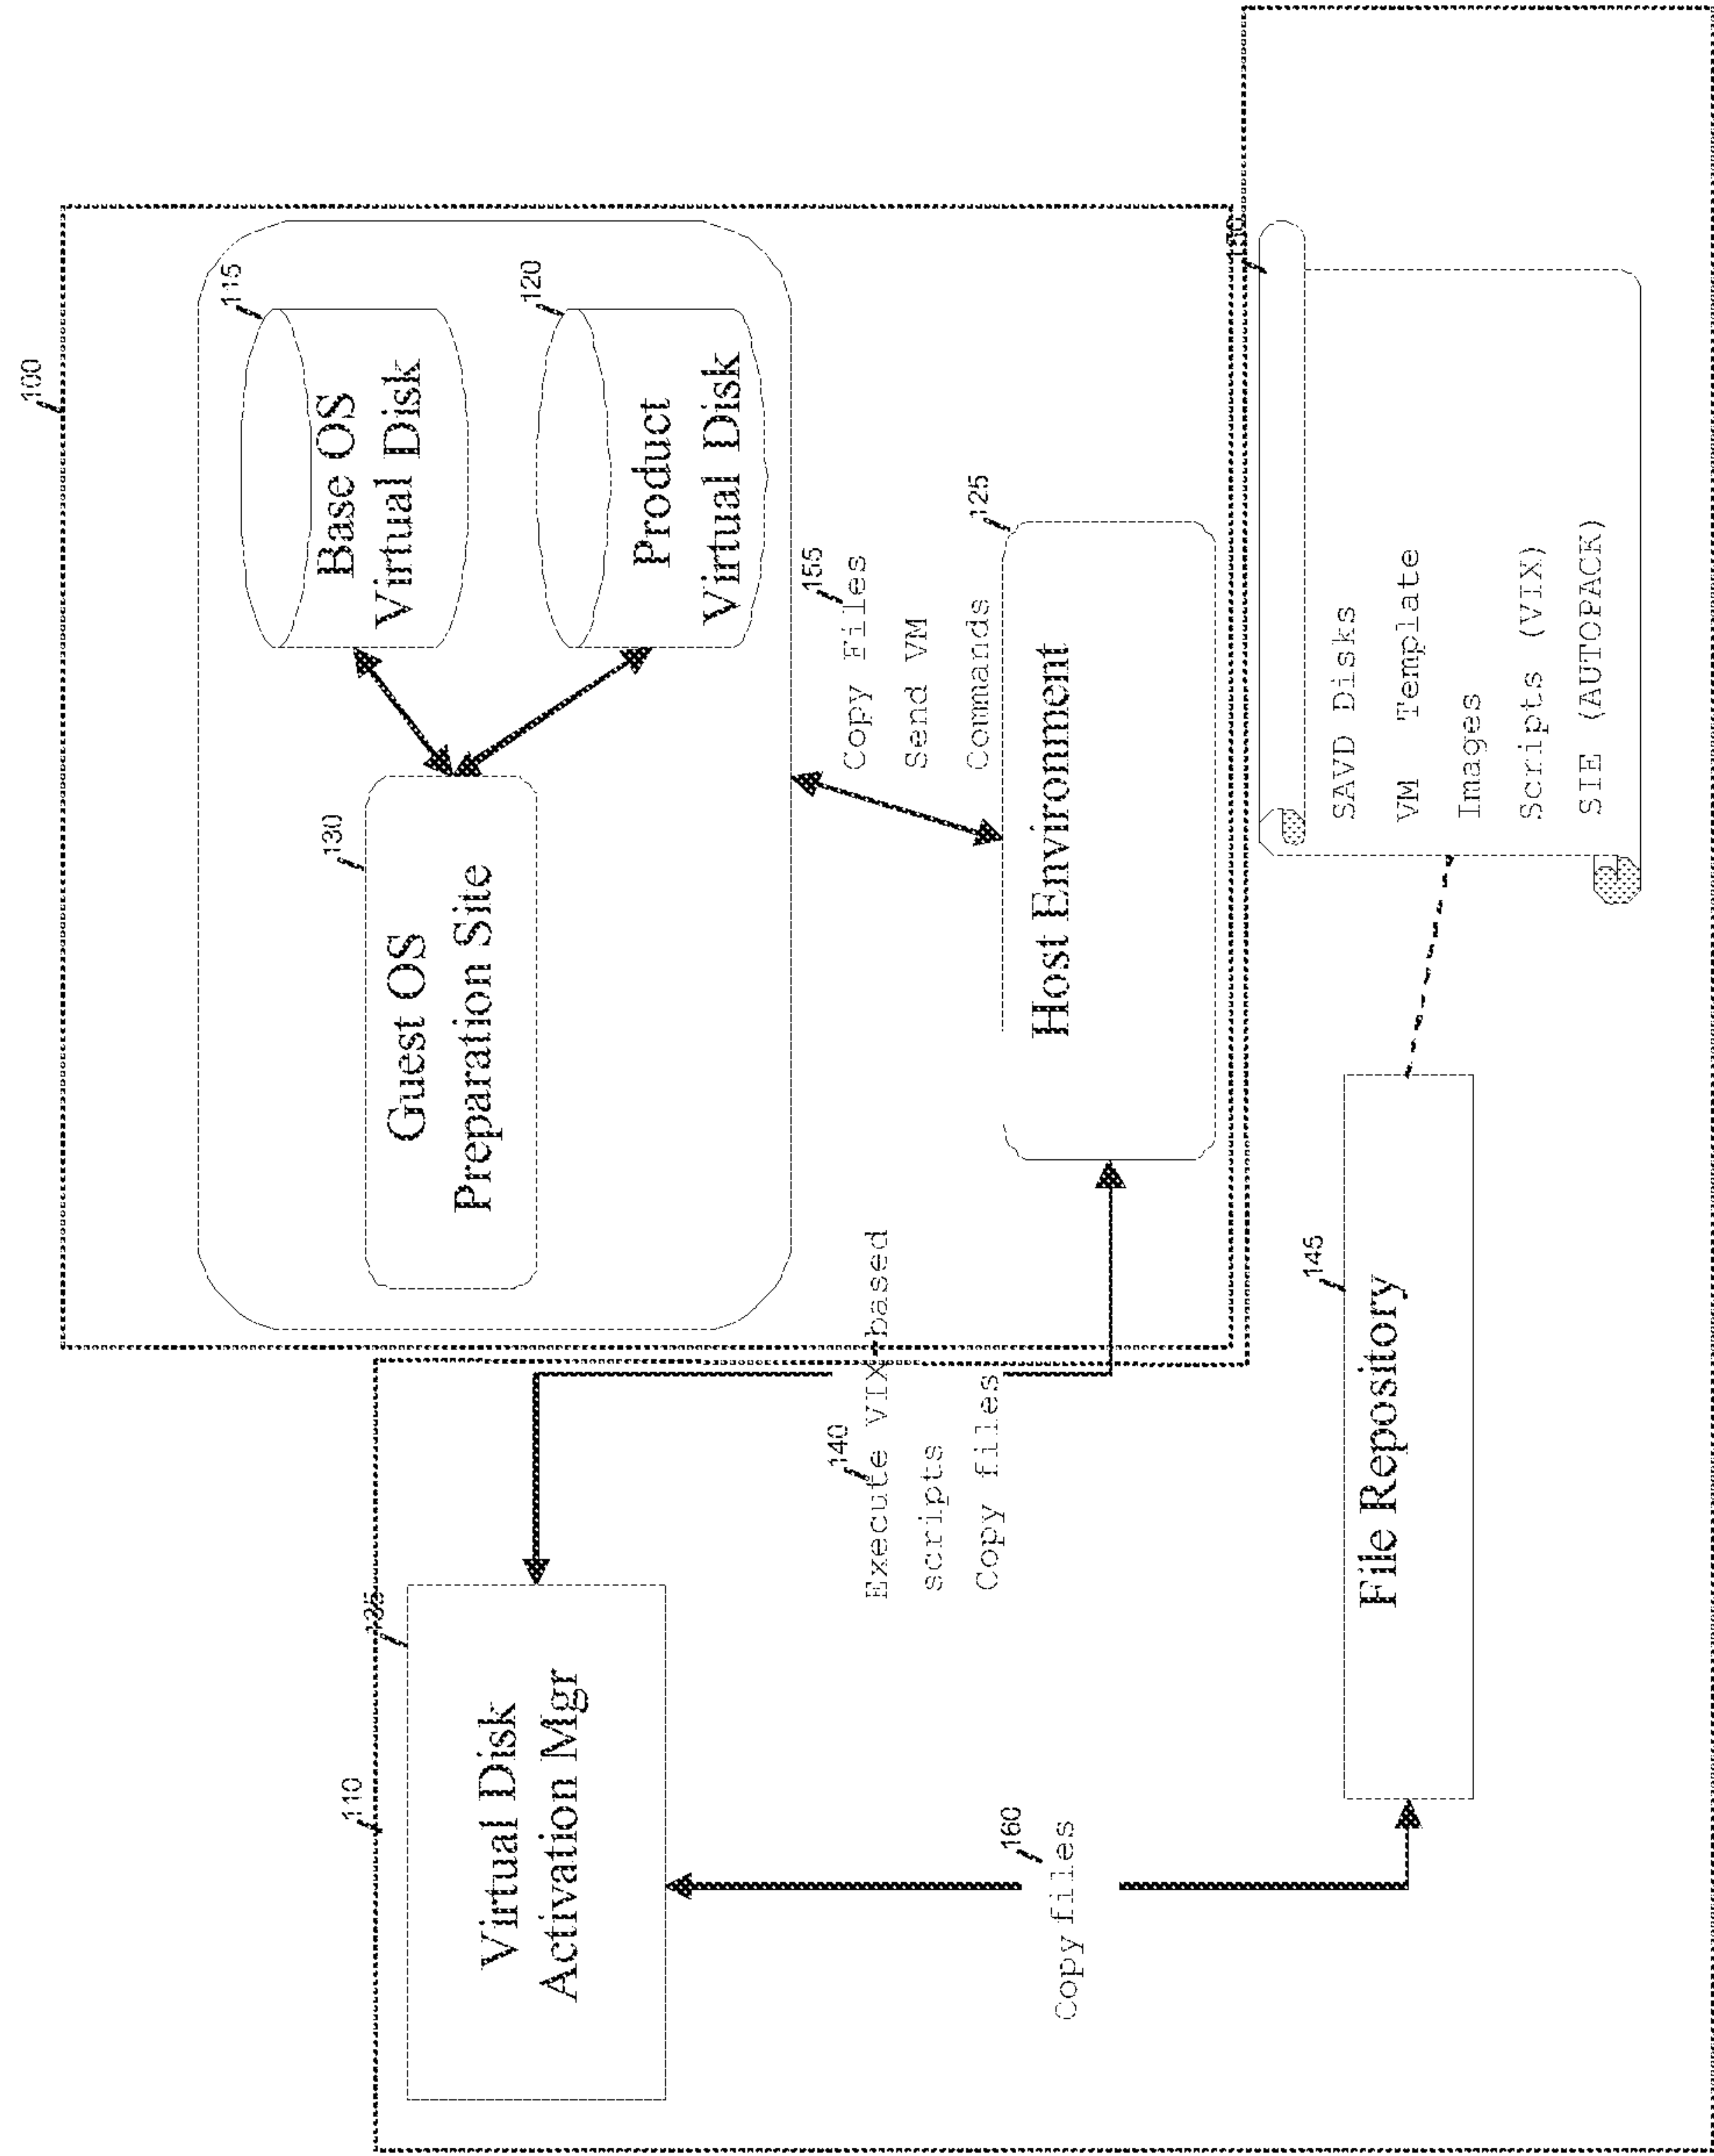 100
110
135
Virtual Disk
Activation Mgr
130
Guest OS
Preparation Site
115
Base OS
Virtual Disk
120
Product
Virtual Disk
140
Execute VIX-based
scripts
Copy files
155
Copy Files
Send VM
Commands
125
Host Environment
160
Copy files
145
File Repository
SAVD Disks
VM Template
Images
Scripts (VIX)
SIE (AUTOPACK)